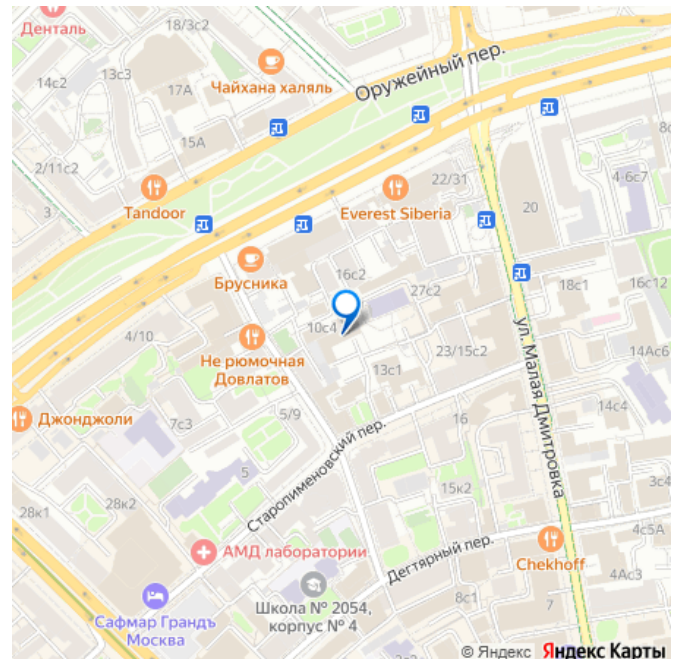 Денталь
18/3с2
Чайхана халяль
Оружейный пер.
14с2
13с3
17А
15А
8с
2/11с2
3
Tandoor
Everest Siberia
22/31
4-6с7
20
Брусника
16с2
27с2
18с1
16с12
4/10
10с4
Не рюмочная
Довлатов
23/15с2
ул. Малая Дмитровка
14Ас6
13с1
Джонджоли
7с3
5/9
16
14с4
5
Старопименовский пер.
15к2
3с4
28к1
28к2
АМД лаборатории
4с5А
Дегтярный пер.
Chekhoff
Сафмар Грандъ
Москва
Школа № 2054,
корпус № 4
8с1
7
4Ас3
© Яндекс Яндекс Карты